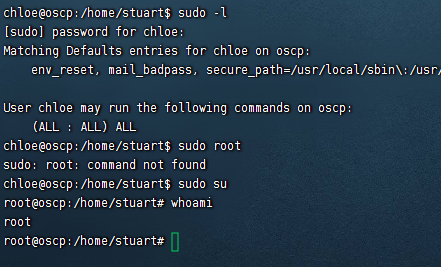 chloe@oscp:/home/stuart$ sudo -l
[sudo] password for chloe:
Matching Defaults entries for chloe on oscp:
    env_reset, mail_badpass, secure_path=/usr/local/sbin\:/usr/
User chloe may run the following commands on oscp:
    (ALL : ALL) ALL
chloe@oscp:/home/stuart$ sudo root
sudo: root: command not found
chloe@oscp:/home/stuart$ sudo su
root@oscp:/home/stuart# whoami
root
root@oscp:/home/stuart#